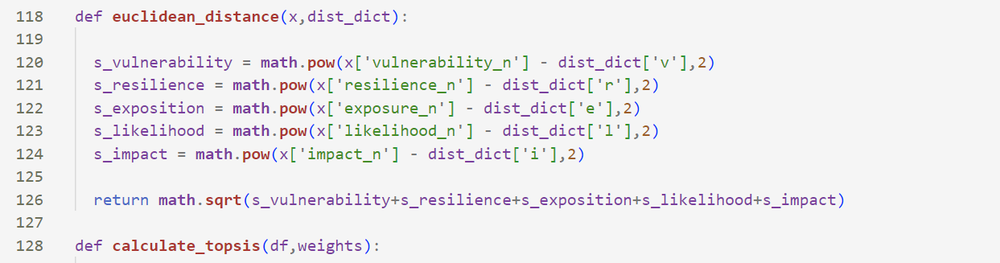 118 def euclidean_distance(x,dist_dict):
119
120 s_vulnerability = math.pow(x['vulnerability_n'] - dist_dict['v'],2)
121 s_resilience = math.pow(x['resilience_n'] - dist_dict['r'],2)
122 s_exposition = math.pow(x['exposure_n'] - dist_dict['e'],2)
123 s_likelihood = math.pow(x['likelihood_n'] - dist_dict['l'],2)
124 s_impact = math.pow(x['impact_n'] - dist_dict['i'],2)
125
126 return math.sqrt(s_vulnerability+s_resilience+s_exposition+s_likelihood+s_impact)
127
128 def calculate_topsis(df,weights):